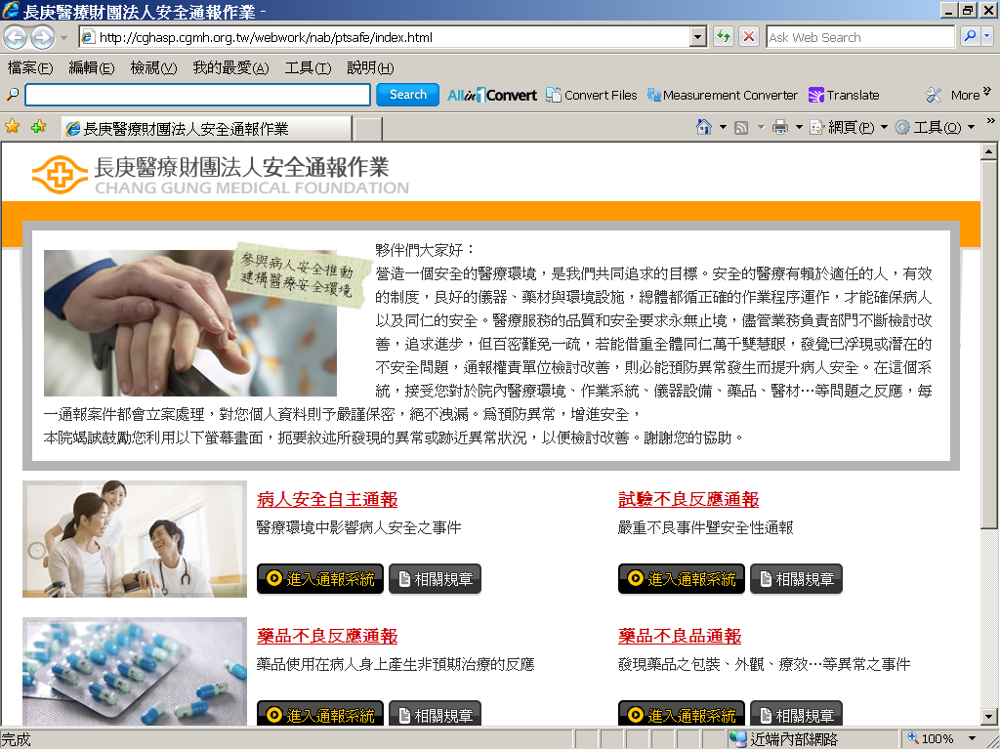 長庚醫療財團法人安全通報作業 -
http://cghasp.cgmh.org.tw/webwork/nab/ptsafe/index.html
Ask Web Search
檔案(F) 編輯(E) 檢視(V) 我的最愛(A) 工具(T) 說明(H)
Search AllinlConvert Convert Files Measurement Converter Translate More »
長庚醫療財團法人安全通報作業
網頁(P) 工具(O) »
長庚醫療財團法人安全通報作業
CHANG GUNG MEDICAL FOUNDATION
參與病人安全推動
建構醫療安全環境
夥伴們大家好：
營造一個安全的醫療環境，是我們共同追求的目標。安全的醫療有賴於適任的人，有效
的制度，良好的儀器、藥材與環境設施，總體都循正確的作業程序運作，才能確保病人
以及同仁的安全。醫療服務的品質和安全要求永無止境，儘管業務負責部門不斷檢討改
善，追求進步，但百密難免一疏，若能借重全體同仁萬千雙慧眼，發覺已浮現或潛在的
不安全問題，通報權責單位檢討改善，則必能預防異常發生而提升病人安全。在這個系
統，接受您對於院內醫療環境、作業系統、儀器設備、藥品、醫材…等問題之反應，每
一通報案件都會立案處理，對您個人資料則予嚴謹保密，絕不洩漏。為預防異常，增進安全，
本院竭誠鼓勵您利用以下螢幕畫面，扼要敘述所發現的異常或跡近異常狀況，以便檢討改善。謝謝您的協助。
病人安全自主通報
醫療環境中影響病人安全之事件
進入通報系統 相關規章
試驗不良反應通報
嚴重不良事件暨安全性通報
進入通報系統 相關規章
藥品不良反應通報
藥品使用在病人身上產生非預期治療的反應
進入通報系統 相關規章
藥品不良品通報
發現藥品之包裝、外觀、療效…等異常之事件
進入通報系統 相關規章
完成 近端內部網路 100%